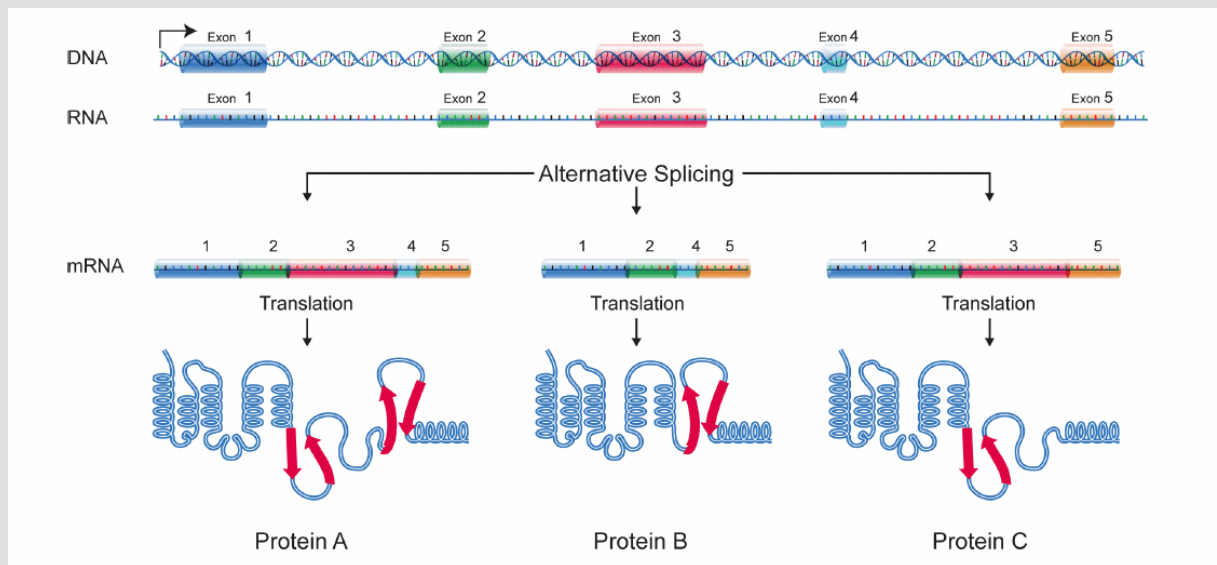 Exon 1 Exon 2 Exon 3 Exon 4 Exon 5
DNA
Exon 1 Exon 2 Exon 3 Exon 4 Exon 5
RNA
Alternative Splicing
1 2 3 4 5 1 2 4 5 1 2 3 5
mRNA
Translation Translation Translation
Protein A Protein B Protein C